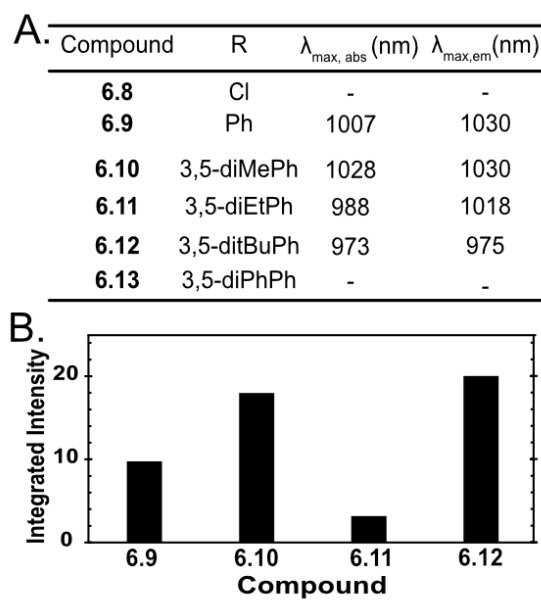 A.
Compound R λmax, abs (nm) λmax,em(nm)
6.8 Cl - -
6.9 Ph 1007 1030
6.10 3,5-diMePh 1028 1030
6.11 3,5-diEtPh 988 1018
6.12 3,5-ditBuPh 973 975
6.13 3,5-diPhPh - -
B.
Integrated Intensity
20
10
0
6.9 6.10 6.11 6.12
Compound